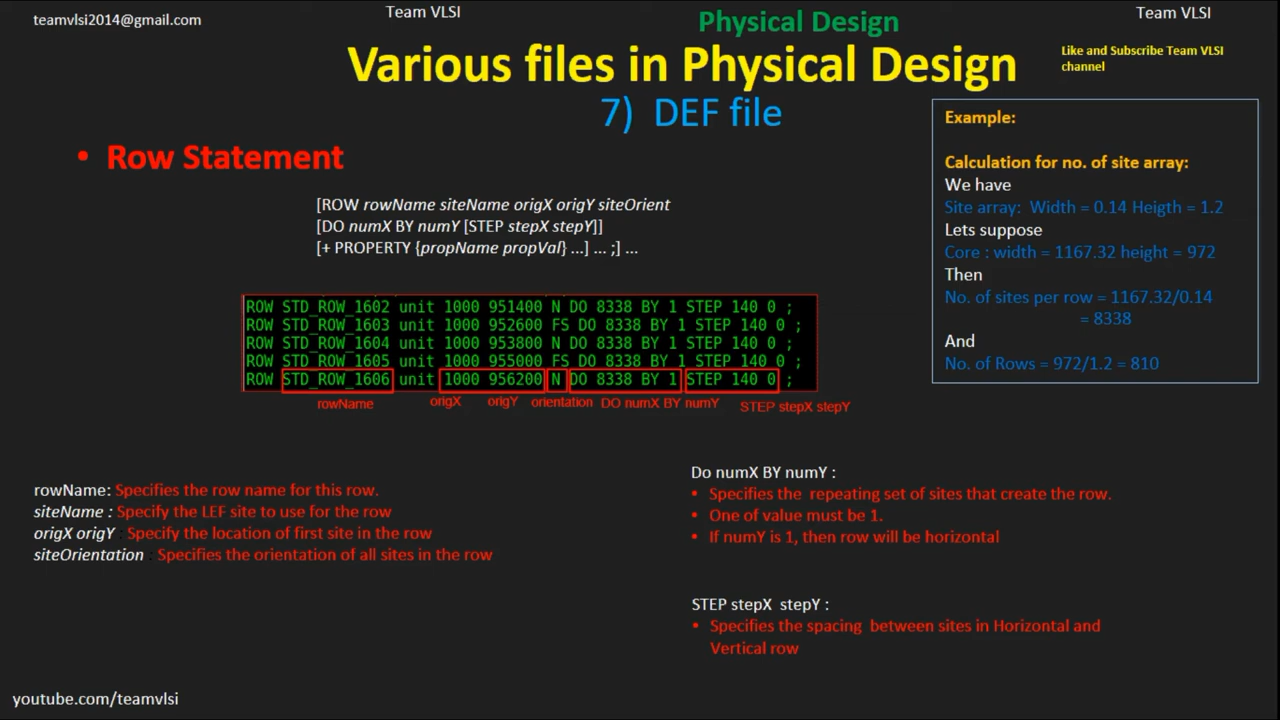 teamvlsi2014@gmail.com
Team VLSI
Physical Design
Team VLSI
Various files in Physical Design
Like and Subscribe Team VLSI
channel
7) DEF file
• Row Statement
[ROW rowName siteName origX origY siteOrient
[DO numX BY numY [STEP stepX stepY]]
[+ PROPERTY {propName propVal} ...] ... ;] ...
ROW STD_ROW_1602 unit 1000 951400 N DO 8338 BY 1 STEP 140 0 ;
ROW STD_ROW_1603 unit 1000 952600 FS DO 8338 BY 1 STEP 140 0 ;
ROW STD_ROW_1604 unit 1000 953800 N DO 8338 BY 1 STEP 140 0 ;
ROW STD_ROW_1605 unit 1000 955000 FS DO 8338 BY 1 STEP 140 0 ;
ROW STD_ROW_1606 unit 1000 956200 N DO 8338 BY 1 STEP 140 0 ;
rowName origX origY orientation DO numX BY numY STEP stepX stepY
Example:
Calculation for no. of site array:
We have
Site array: Width = 0.14 Heigth = 1.2
Lets suppose
Core : width = 1167.32 height = 972
Then
No. of sites per row = 1167.32/0.14
= 8338
And
No. of Rows = 972/1.2 = 810
rowName: Specifies the row name for this row.
siteName : Specify the LEF site to use for the row
origX origY : Specify the location of first site in the row
siteOrientation : Specifies the orientation of all sites in the row
Do numX BY numY :
• Specifies the repeating set of sites that create the row.
• One of value must be 1.
• If numY is 1, then row will be horizontal
STEP stepX stepY :
• Specifies the spacing between sites in Horizontal and
Vertical row
youtube.com/teamvlsi